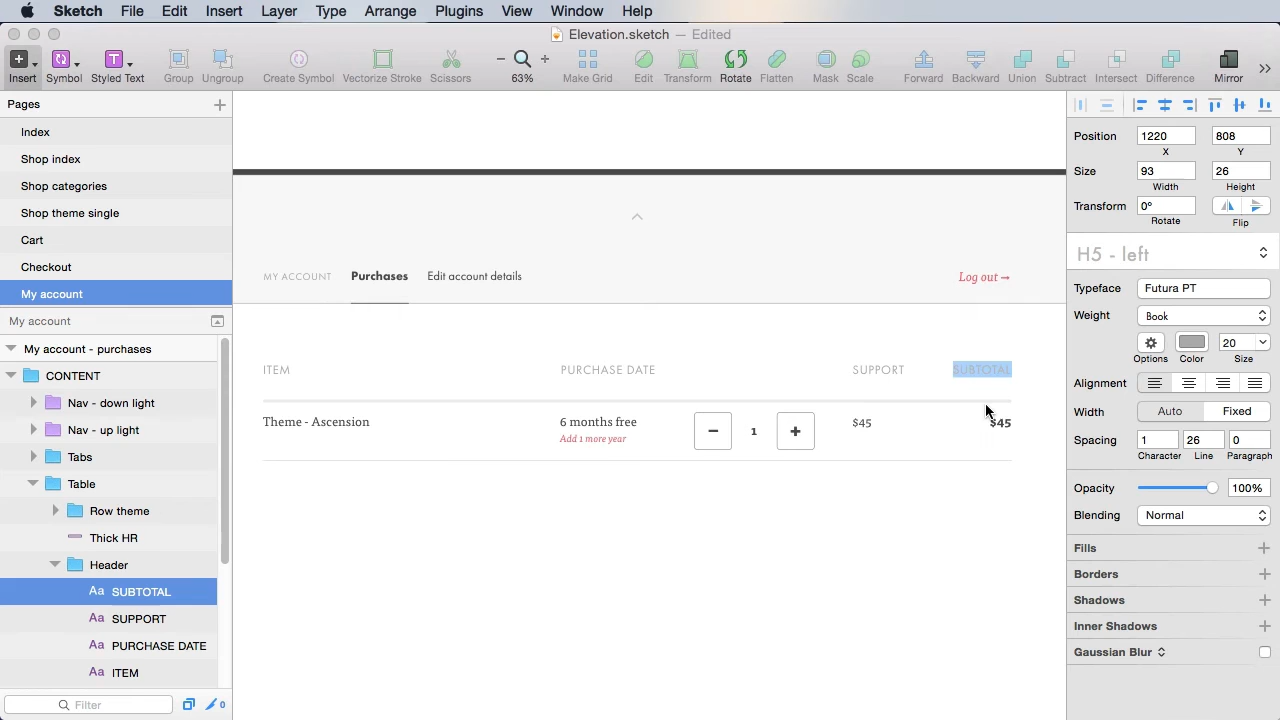 Sketch File Edit Insert Layer Type Arrange Plugins View Window Help
Elevation.sketch — Edited
Insert Symbol Styled Text Group Ungroup Create Symbol Vectorize Stroke Scissors 63% Make Grid Edit Transform Rotate Flatten Mask Scale Forward Backward Union Subtract Intersect Difference Mirror
Pages
Index
Shop index
Shop categories
Shop theme single
Cart
Checkout
My account
My account
My account - purchases
CONTENT
Nav - down light
Nav - up light
Tabs
Table
Row theme
Thick HR
Header
Aa SUBTOTAL
Aa SUPPORT
Aa PURCHASE DATE
Aa ITEM
Filter 0
MY ACCOUNT Purchases Edit account details Log out →
ITEM PURCHASE DATE SUPPORT SUBTOTAL
Theme - Ascension 6 months free − 1 + $45 $45
Add 1 more year
Position 1220 808
X Y
Size 93 26
Width Height
Transform 0°
Rotate Flip
H5 - left
Typeface Futura PT
Weight Book
20
Options Color Size
Alignment
Width Auto Fixed
Spacing 1 26 0
Character Line Paragraph
Opacity 100%
Blending Normal
Fills
Borders
Shadows
Inner Shadows
Gaussian Blur